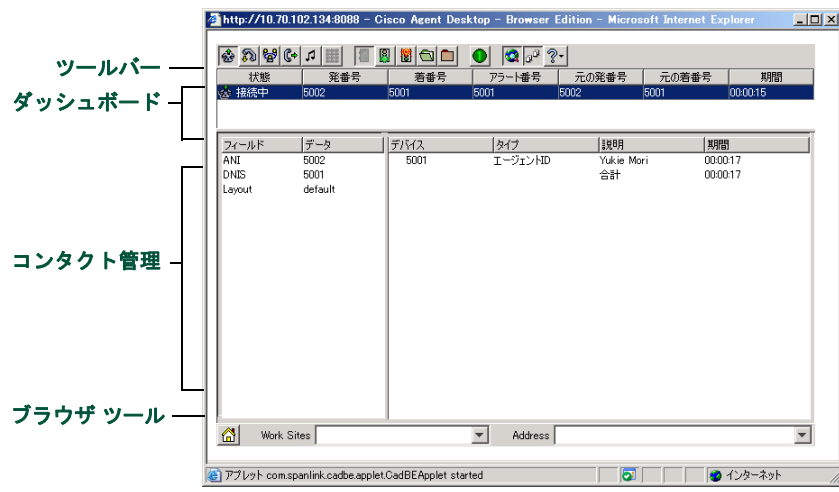 http://10.70.102.134:8088 - Cisco Agent Desktop - Browser Edition - Microsoft Internet Explorer
ツールバー
状態 発番号 着番号 アラート番号 元の発番号 元の着番号 期間
ダッシュボード
接続中 5002 5001 5001 5002 5001 00:00:15
フィールド データ デバイス タイプ 説明 期間
ANI 5002 5001 エージェントID Yukie Mori 00:00:17
DNIS 5001 合計 00:00:17
Layout default
コンタクト管理
ブラウザ ツール
Work Sites Address
アプレット com.spanlink.cadbe.applet.CadBEApplet started インターネット